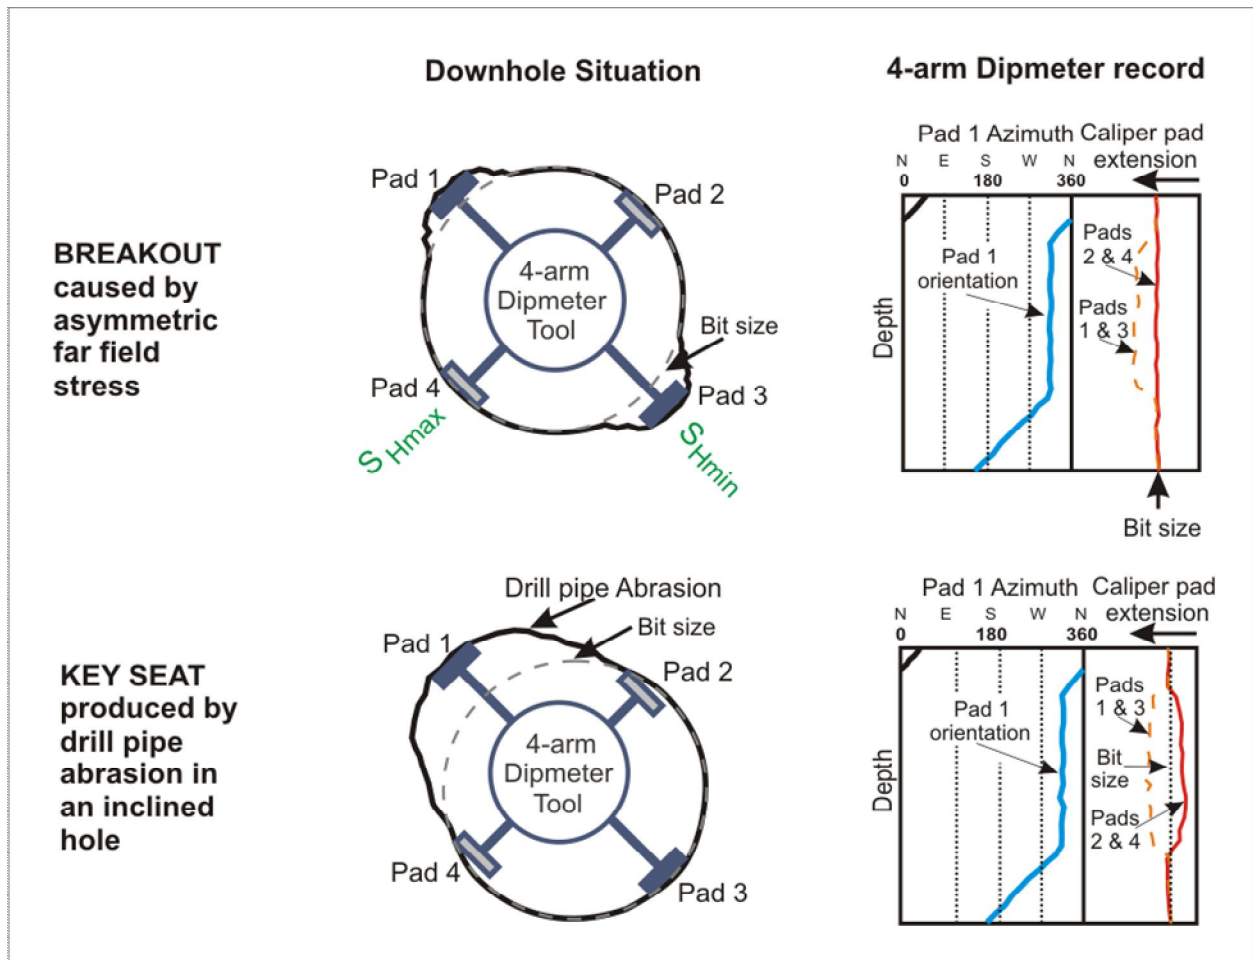 Downhole Situation
4-arm Dipmeter record
BREAKOUT
caused by
asymmetric
far field
stress
Pad 1
Pad 2
4-arm
Dipmeter
Tool
Bit size
Pad 4
Pad 3
S Hmax
S Hmin
Pad 1 Azimuth
Caliper pad
extension
N E S W N
0 180 360
Depth
Pad 1
orientation
Pads
2 & 4
Pads
1 & 3
Bit size
KEY SEAT
produced by
drill pipe
abrasion in
an inclined
hole
Drill pipe Abrasion
Bit size
Pad 1
Pad 2
4-arm
Dipmeter
Tool
Pad 4
Pad 3
Pad 1 Azimuth
Caliper pad
extension
N E S W N
0 180 360
Depth
Pad 1
orientation
Pads
1 & 3
Bit
size
Pads
2 & 4